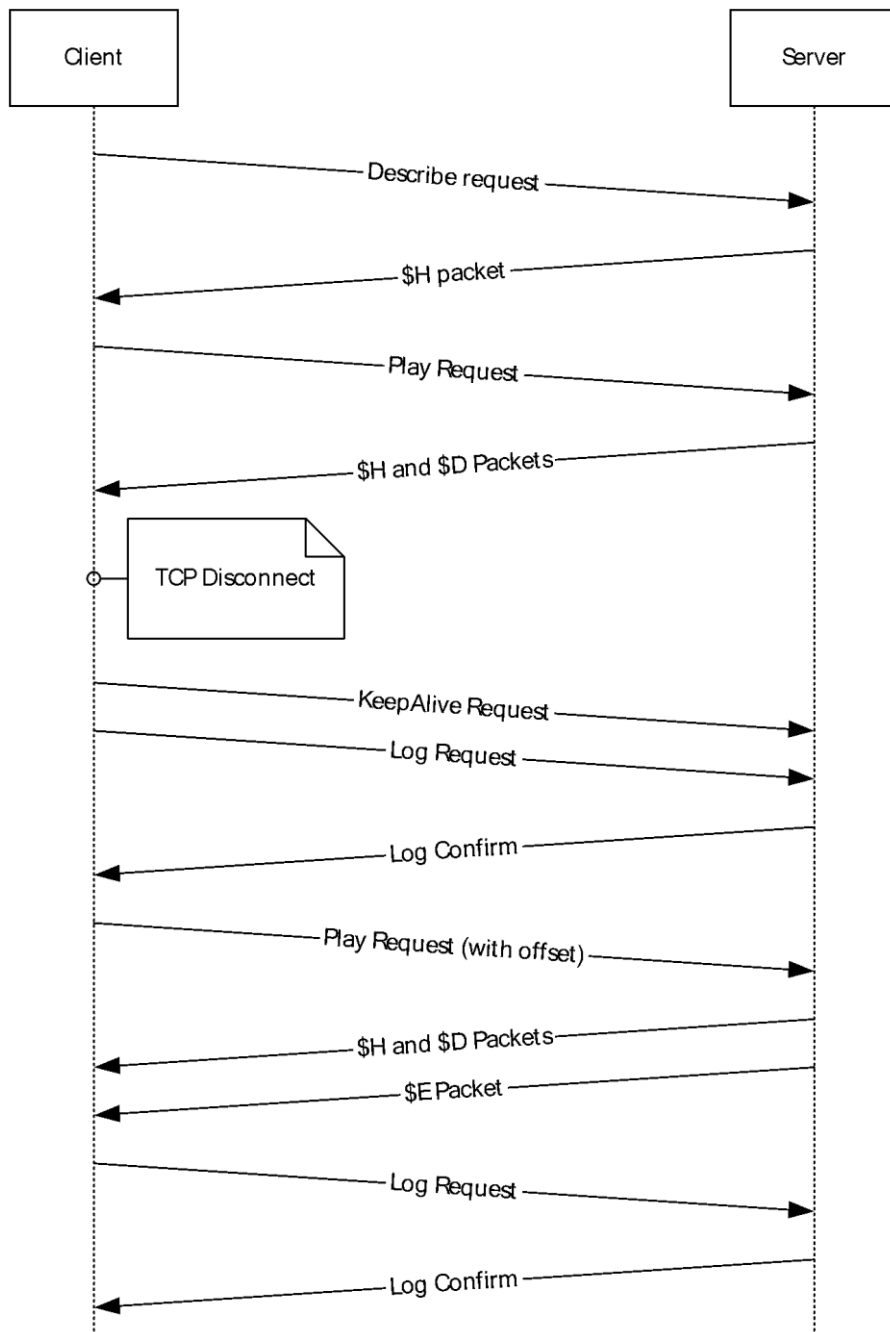 Client
Server
Describe request
$H packet
Play Request
$H and $D Packets
TCP Disconnect
KeepAlive Request
Log Request
Log Confirm
Play Request (with offset)
$H and $D Packets
$E Packet
Log Request
Log Confirm